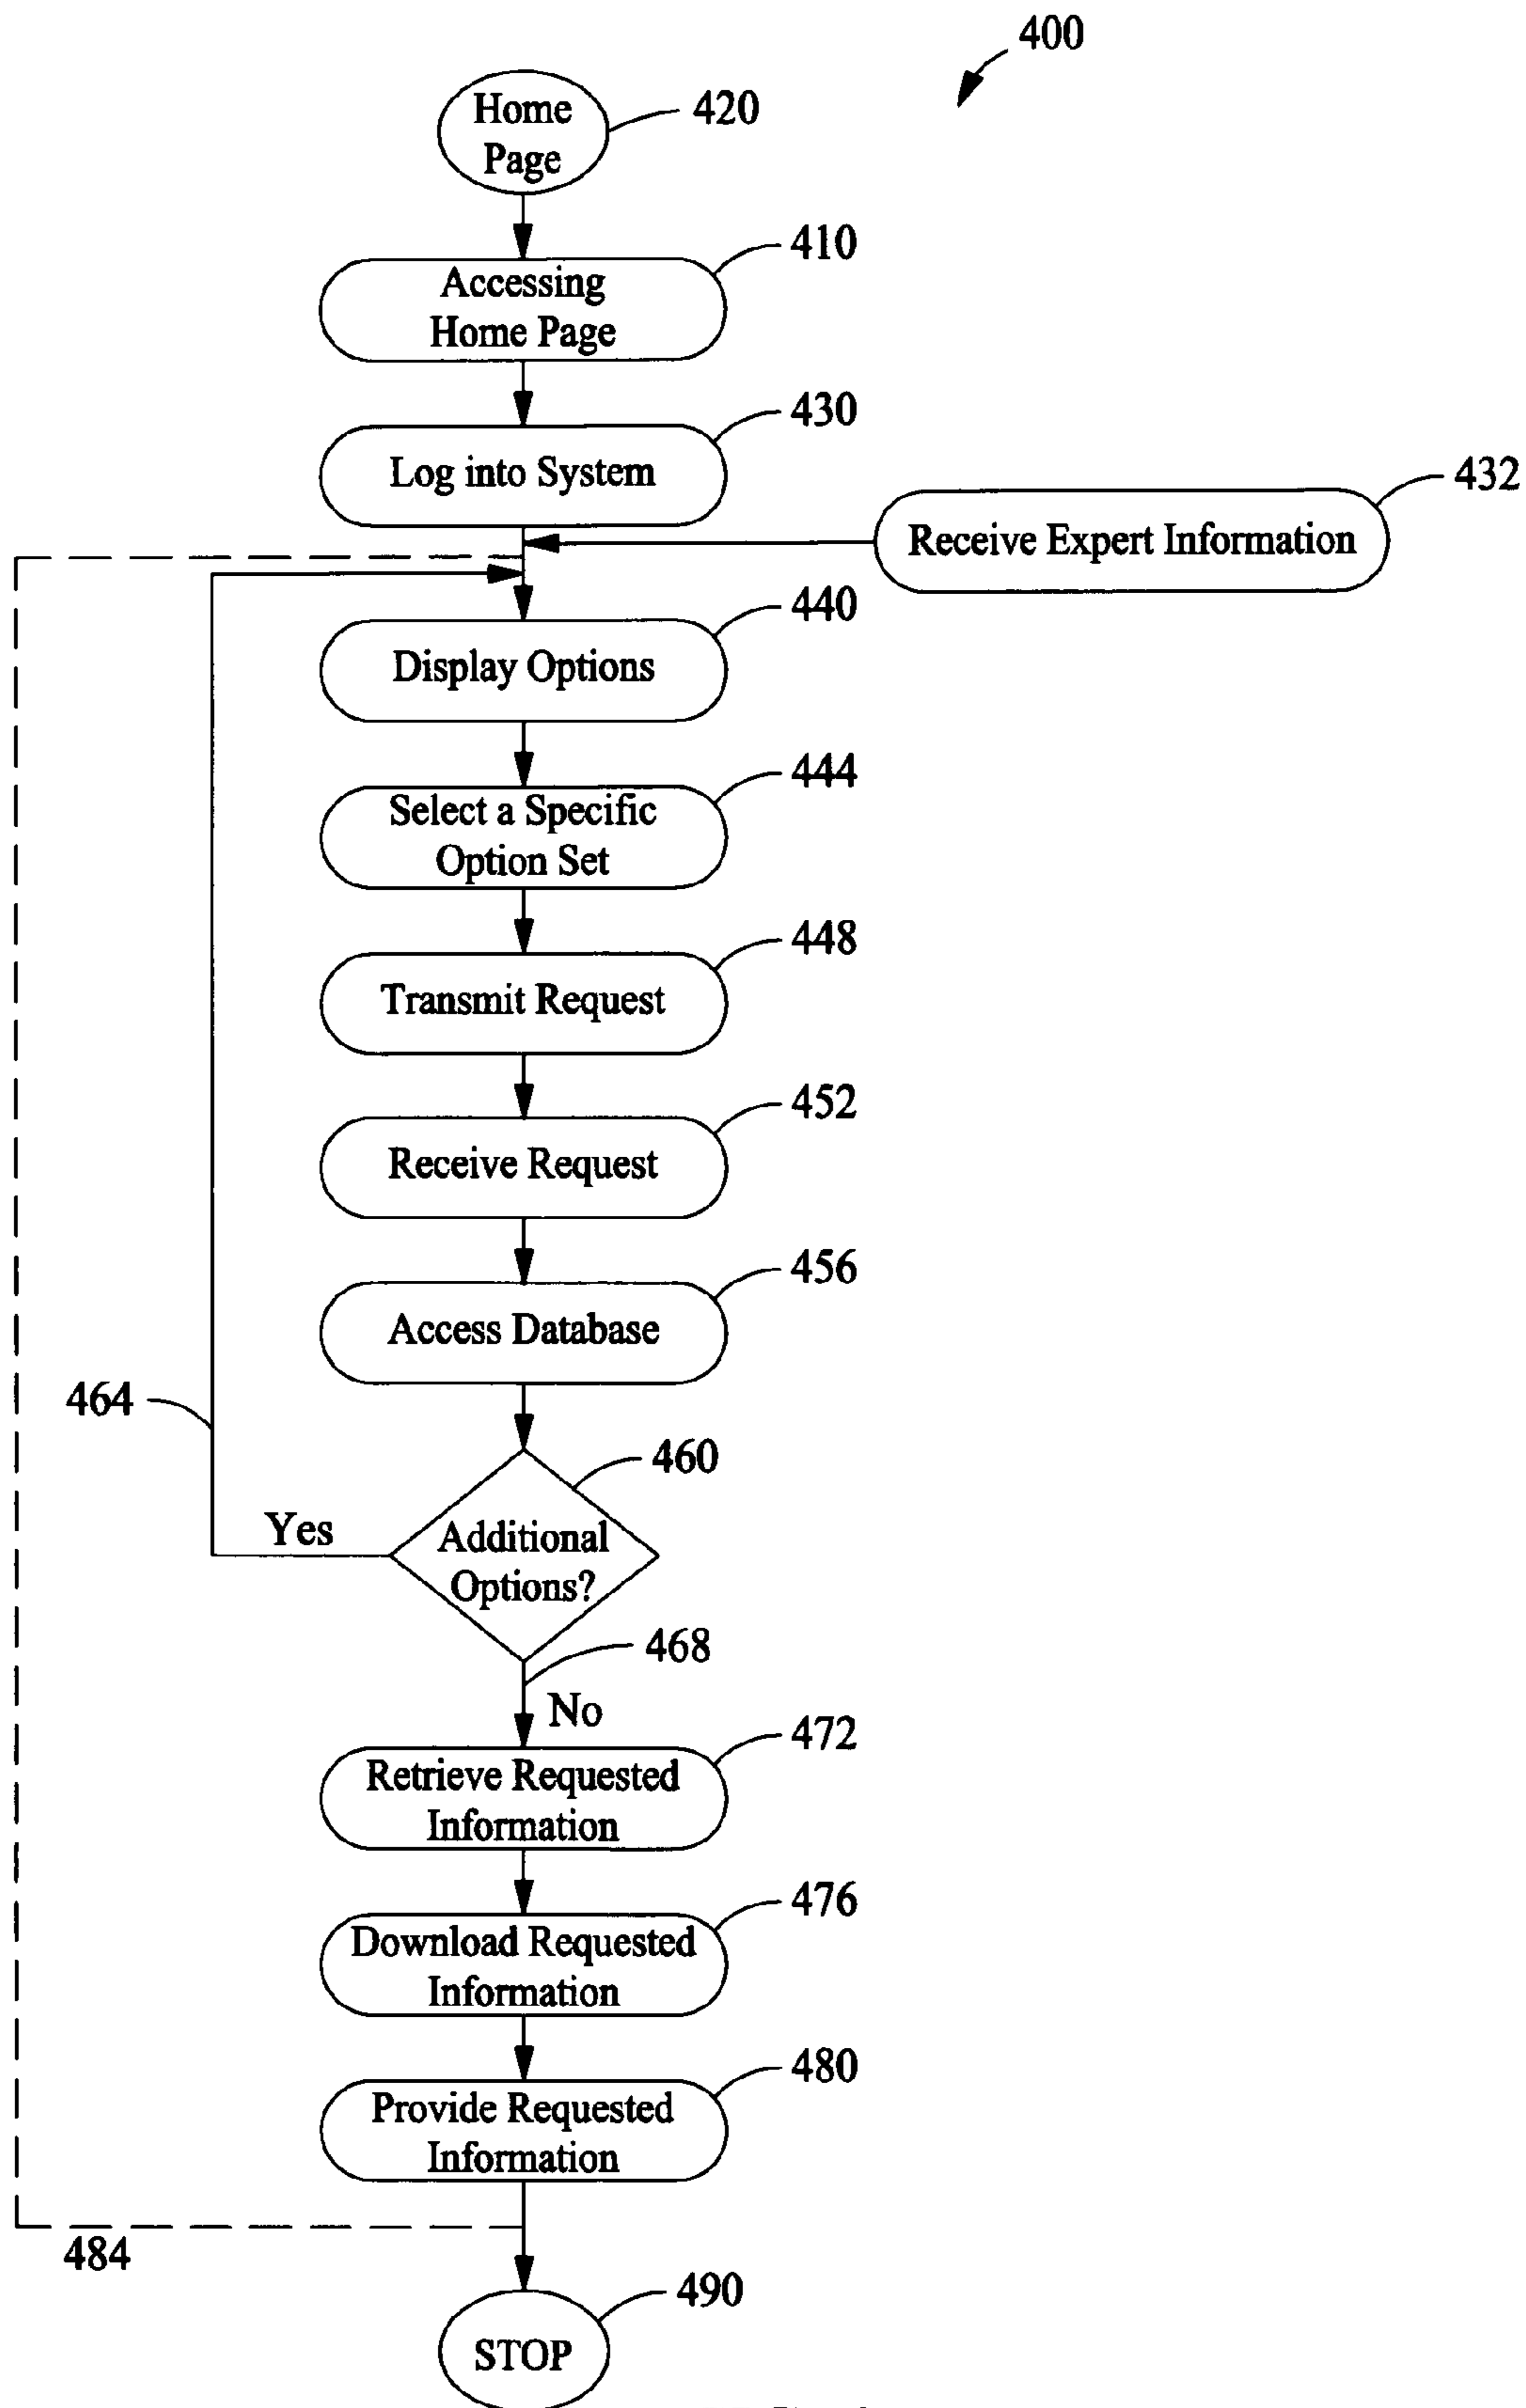 400
Home
Page
420
410
Accessing
Home Page
430
Log into System
432
Receive Expert Information
440
Display Options
444
Select a Specific
Option Set
448
Transmit Request
452
Receive Request
456
Access Database
464
460
Yes
Additional
Options?
468
No
472
Retrieve Requested
Information
476
Download Requested
Information
480
Provide Requested
Information
484
490
STOP